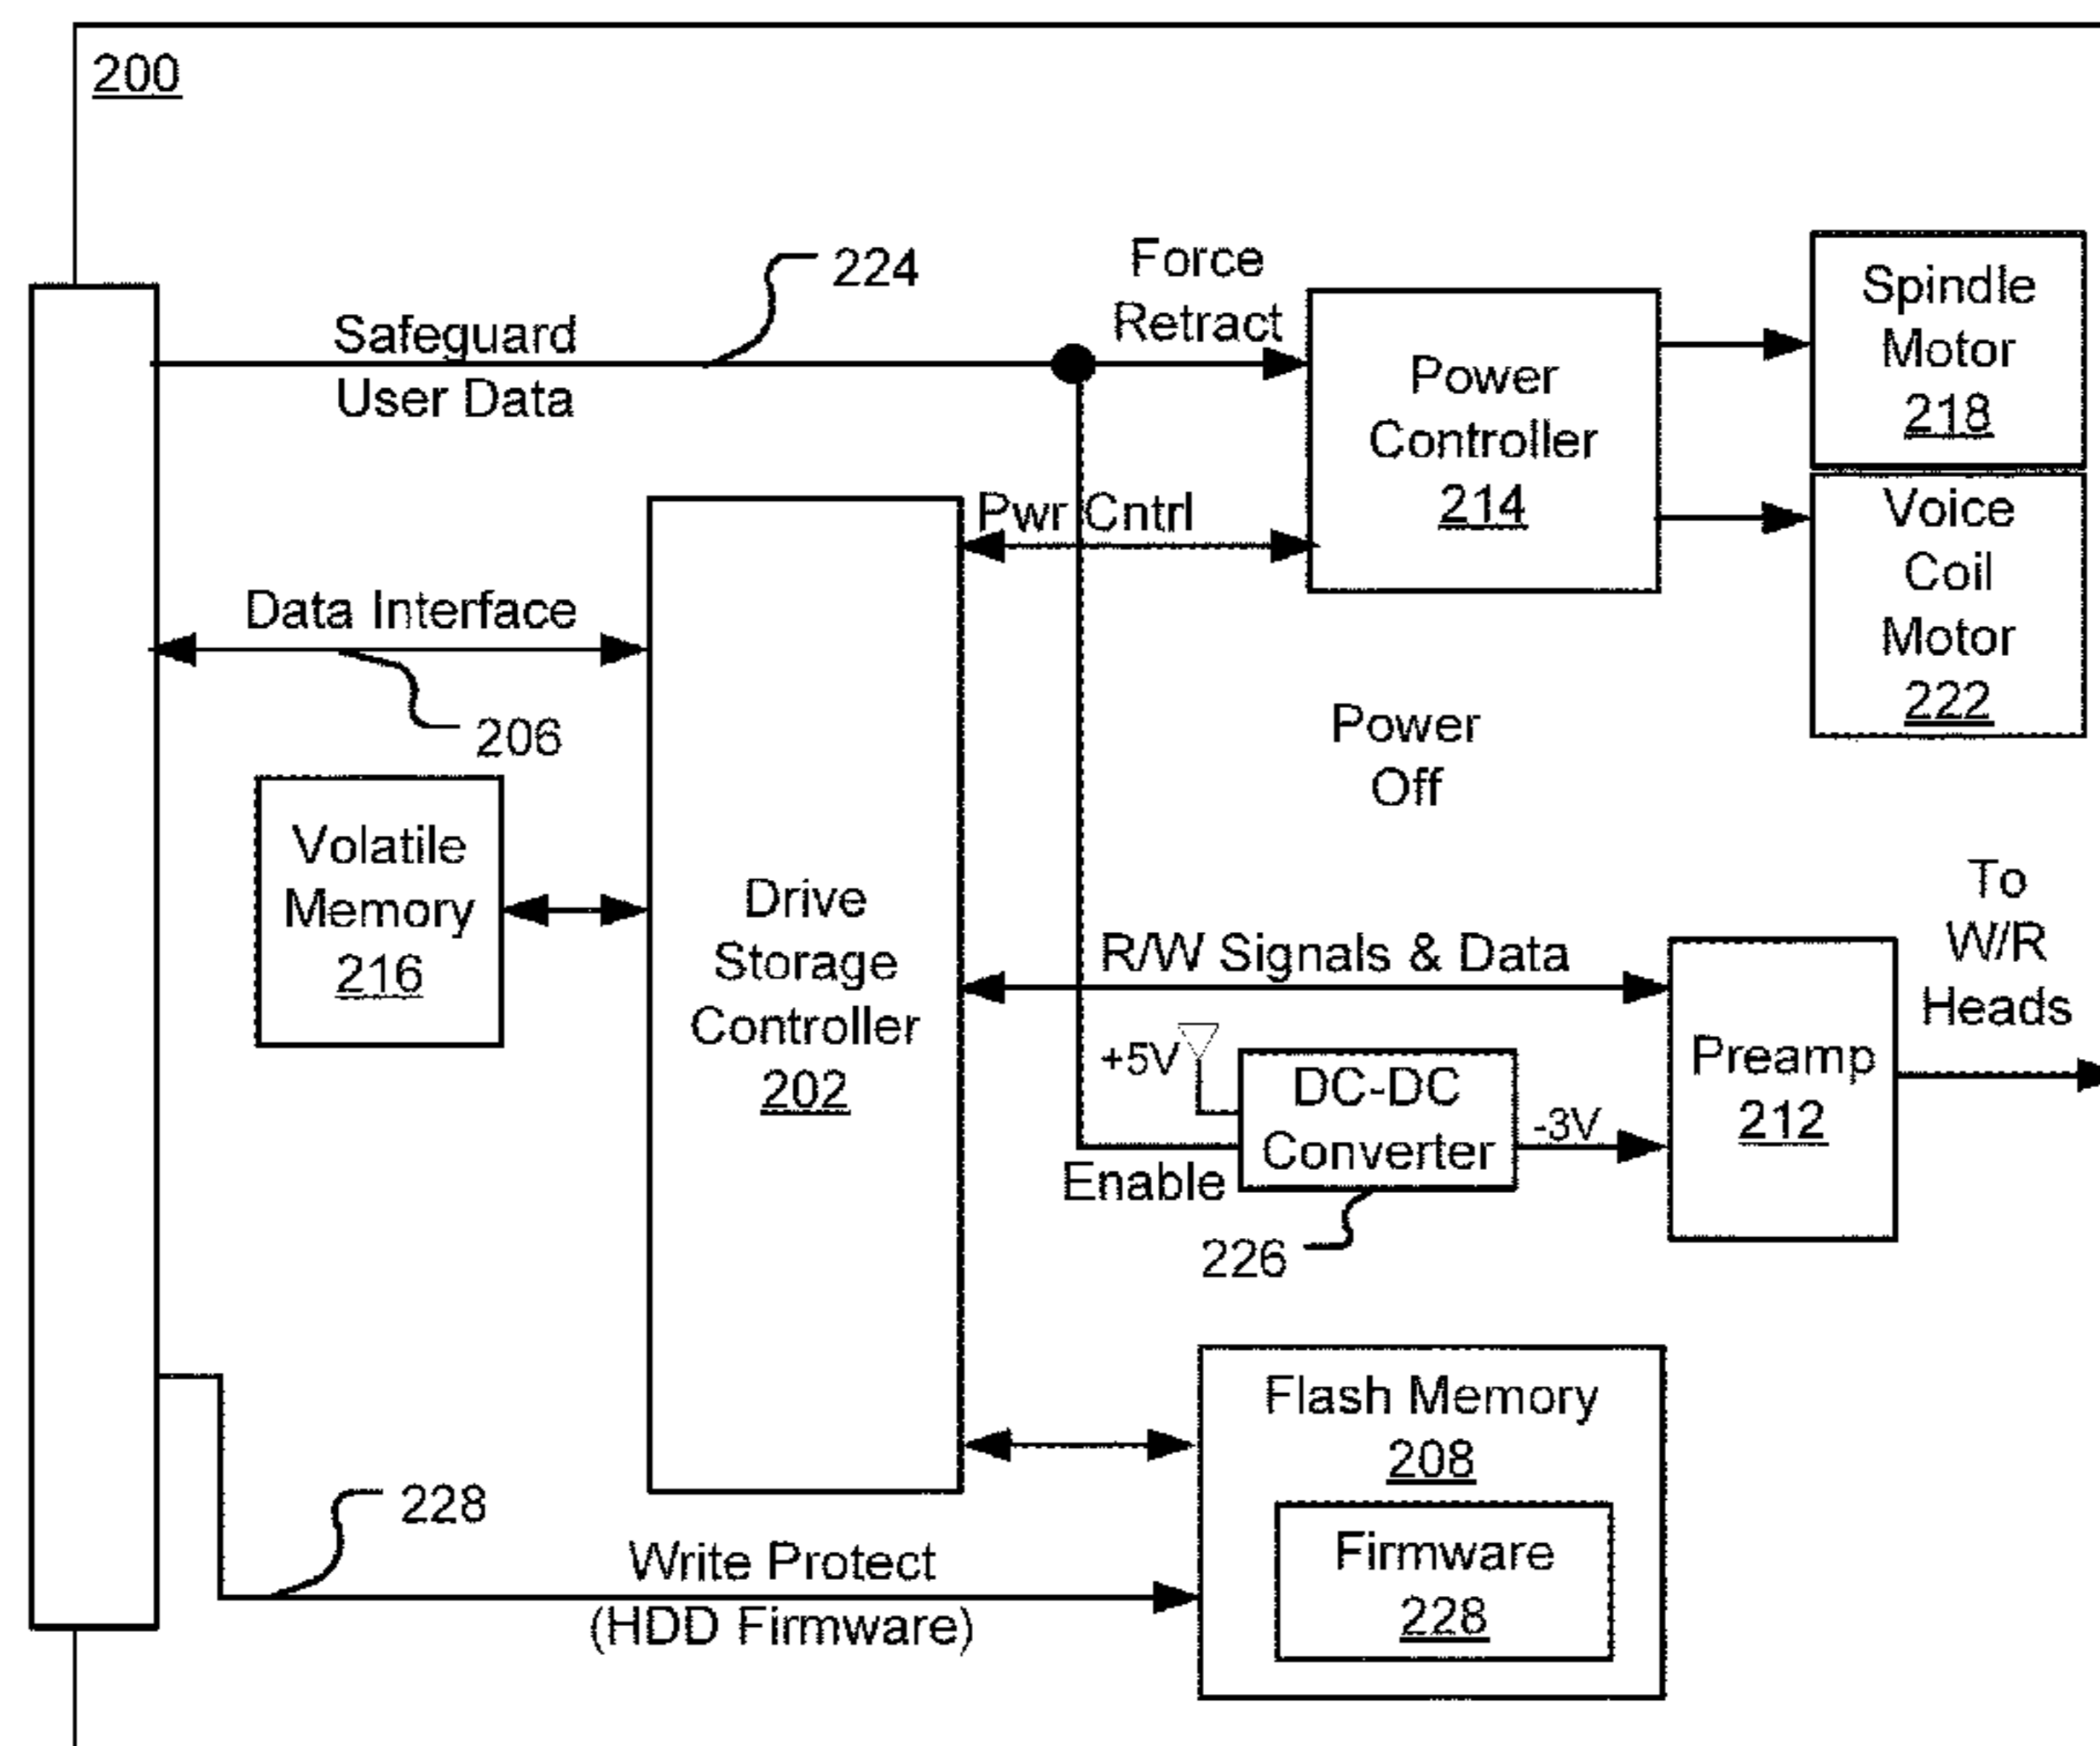 200
Safeguard
User Data
224
Force
Retract
Power
Controller
214
Spindle
Motor
218
Voice
Coil
Motor
222
Pwr Cntrl
Data Interface
206
Power
Off
Volatile
Memory
216
Drive
Storage
Controller
202
R/W Signals & Data
To
W/R
Heads
+5V
DC-DC
Converter
-3V
Enable
226
Preamp
212
Flash Memory
208
Firmware
228
228
Write Protect
(HDD Firmware)